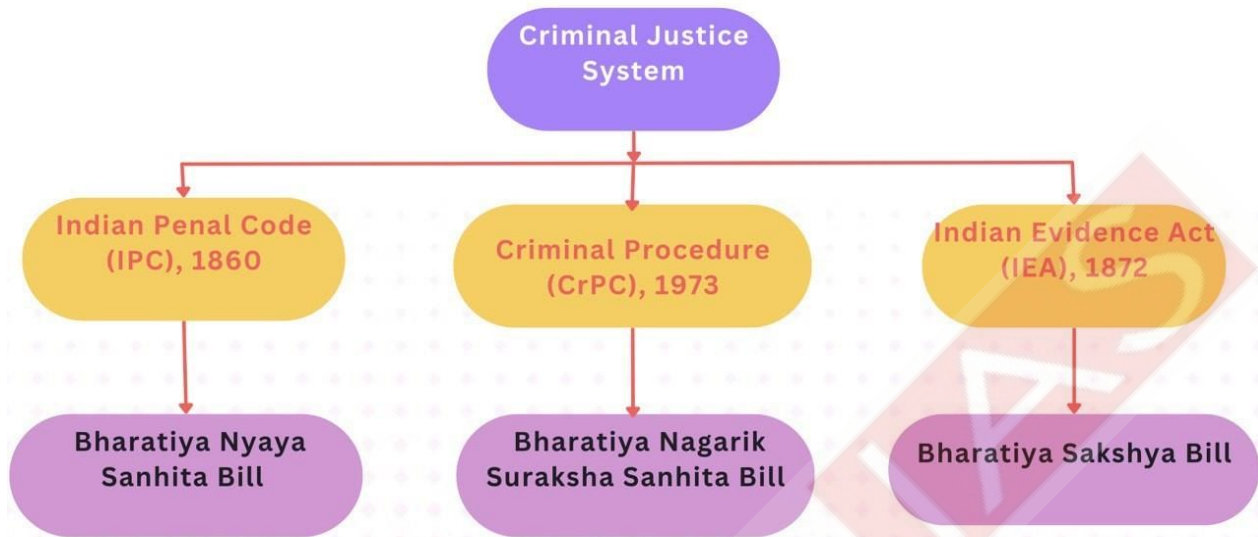 Criminal Justice
System
Indian Penal Code
(IPC), 1860
Criminal Procedure
(CrPC), 1973
Indian Evidence Act
(IEA), 1872
Bharatiya Nyaya
Sanhita Bill
Bharatiya Nagarik
Suraksha Sanhita Bill
Bharatiya Sakshya Bill
IAS